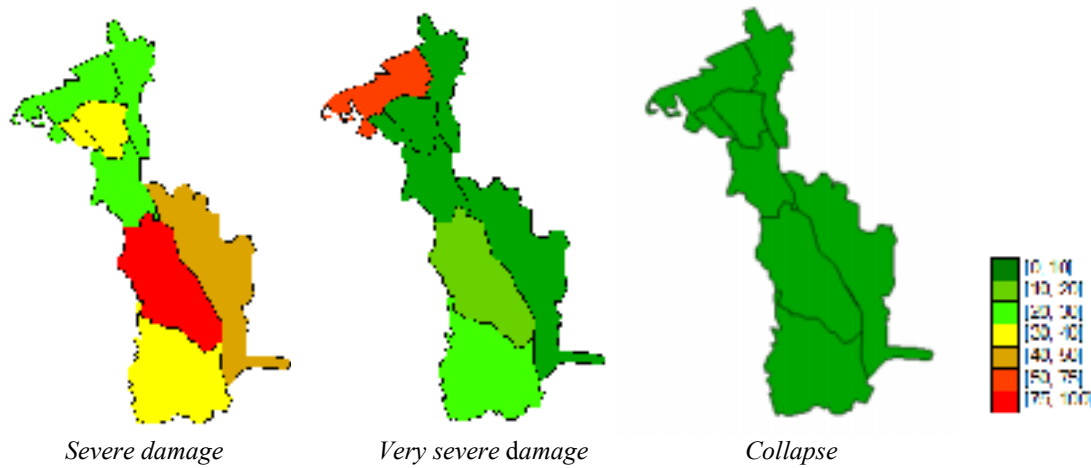 [0, 10]
[10, 20]
[20, 30]
[30, 40]
[40, 50]
[50, 75]
[75, 100]
Severe damage
Very severe damage
Collapse